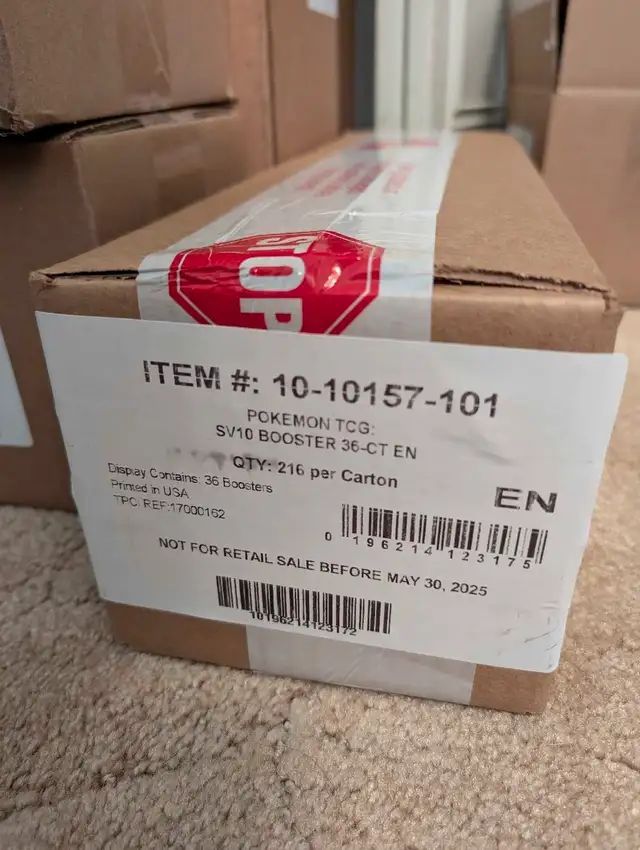 STOP
ITEM #: 10-10157-101
POKEMON TCG:
SV10 BOOSTER 36-CT EN
QTY: 216 per Carton
Display Contains: 36 Boosters
Printed in USA
TPC REF:17000162
EN
0 196214 123175
NOT FOR RETAIL SALE BEFORE MAY 30, 2025
10196214123172